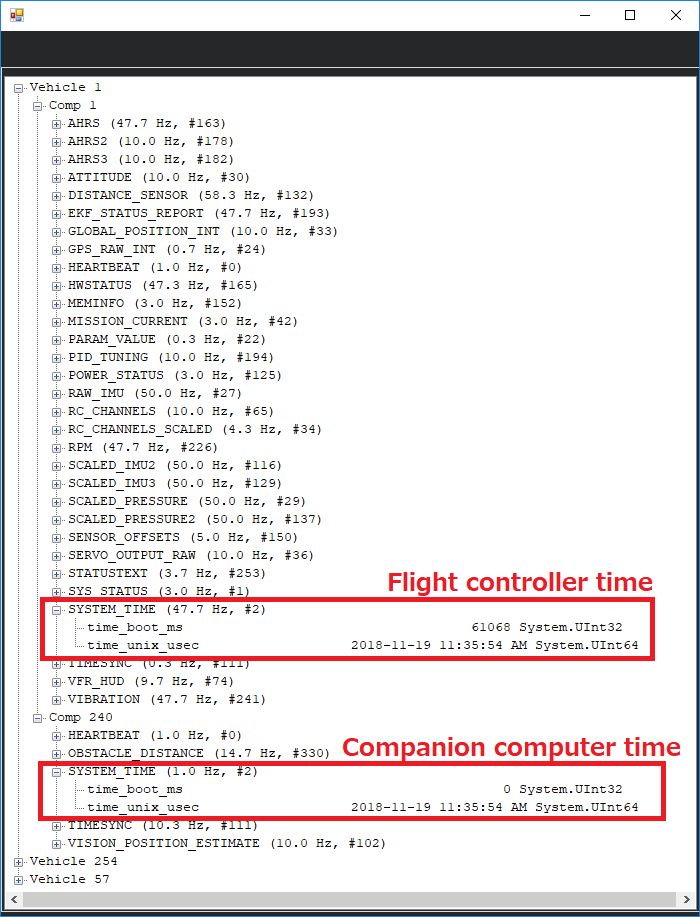 Vehicle 1
Comp 1
AHRS (47.7 Hz, #163)
AHRS2 (10.0 Hz, #178)
AHRS3 (10.0 Hz, #182)
ATTITUDE (10.0 Hz, #30)
DISTANCE_SENSOR (58.3 Hz, #132)
EKF_STATUS_REPORT (47.7 Hz, #193)
GLOBAL_POSITION_INT (10.0 Hz, #33)
GPS_RAW_INT (0.7 Hz, #24)
HEARTBEAT (1.0 Hz, #0)
HWSTATUS (47.3 Hz, #165)
MEMINFO (3.0 Hz, #152)
MISSION_CURRENT (3.0 Hz, #42)
PARAM_VALUE (0.3 Hz, #22)
PID_TUNING (10.0 Hz, #194)
POWER_STATUS (3.0 Hz, #125)
RAW_IMU (50.0 Hz, #27)
RC_CHANNELS (10.0 Hz, #65)
RC_CHANNELS_SCALED (4.3 Hz, #34)
RPM (47.7 Hz, #226)
SCALED_IMU2 (50.0 Hz, #116)
SCALED_IMU3 (50.0 Hz, #129)
SCALED_PRESSURE (50.0 Hz, #29)
SCALED_PRESSURE2 (50.0 Hz, #137)
SENSOR_OFFSETS (5.0 Hz, #150)
SERVO_OUTPUT_RAW (10.0 Hz, #36)
STATUSTEXT (3.7 Hz, #253)
Flight controller time
SYS_STATUS (3.0 Hz, #1)
SYSTEM_TIME (47.7 Hz, #2)
time_boot_ms 61068 System.UInt32
time_unix_usec 2018-11-19 11:35:54 AM System.UInt64
TIMESYNC (0.3 Hz, #111)
VFR_HUD (9.7 Hz, #74)
VIBRATION (47.7 Hz, #241)
Comp 240
HEARTBEAT (1.0 Hz, #0)
Companion computer time
OBSTACLE_DISTANCE (14.7 Hz, #330)
SYSTEM_TIME (1.0 Hz, #2)
time_boot_ms 0 System.UInt32
time_unix_usec 2018-11-19 11:35:54 AM System.UInt64
TIMESYNC (10.3 Hz, #111)
VISION_POSITION_ESTIMATE (10.0 Hz, #102)
Vehicle 254
Vehicle 57